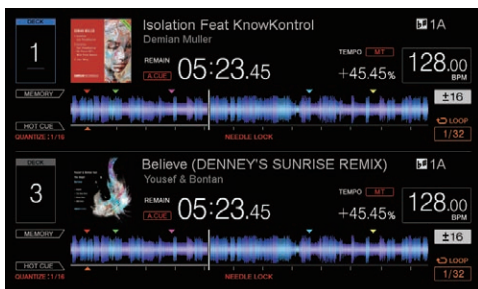 DECK
1
Isolation Feat KnowKontrol
Demian Muller
1A
REMAIN
A.CUE
05:23.45
TEMPO MT
+45.45%
128.00
BPM
MEMORY
±16
HOT CUE
LOOP
QUANTIZE : 1/16
NEEDLE LOCK
1/32
DECK
3
Believe (DENNEY'S SUNRISE REMIX)
Yousef & Bontan
1A
REMAIN
A.CUE
05:23.45
TEMPO MT
+45.45%
128.00
BPM
MEMORY
±16
HOT CUE
LOOP
QUANTIZE : 1/16
NEEDLE LOCK
1/32